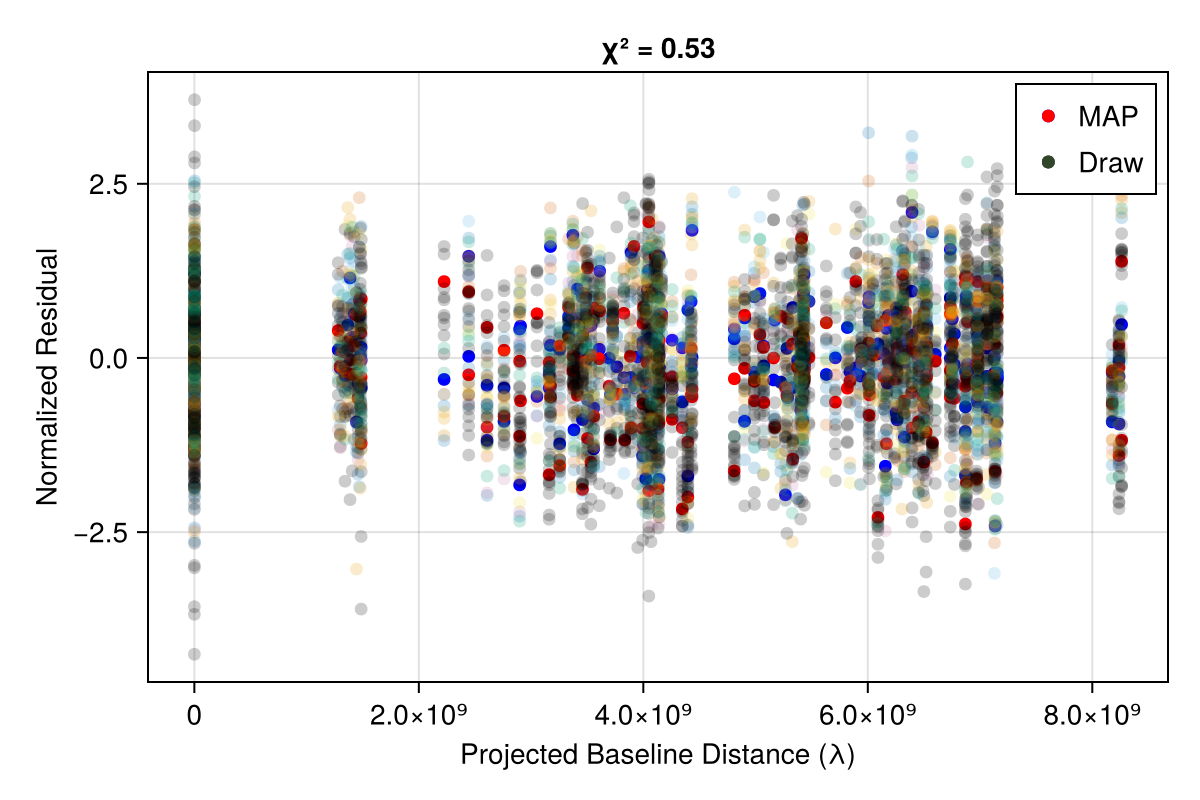 χ² = 0.53
MAP
Draw
2.5
0.0
−2.5
Normalized Residual
0
2.0×10⁹
4.0×10⁹
6.0×10⁹
8.0×10⁹
Projected Baseline Distance (λ)